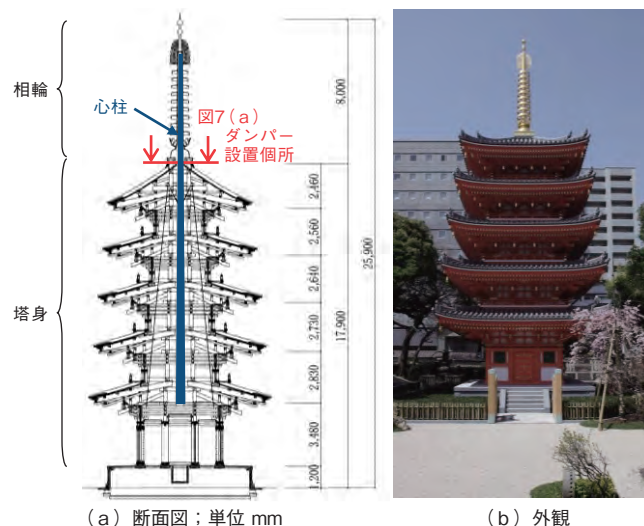 相輪
心柱
図7(a)
ダンパー
設置個所
塔身
8,000
2,460
2,560
2,640
2,730
2,830
3,480
1,200
17,900
25,900
(a) 断面図;単位 mm
(b) 外観